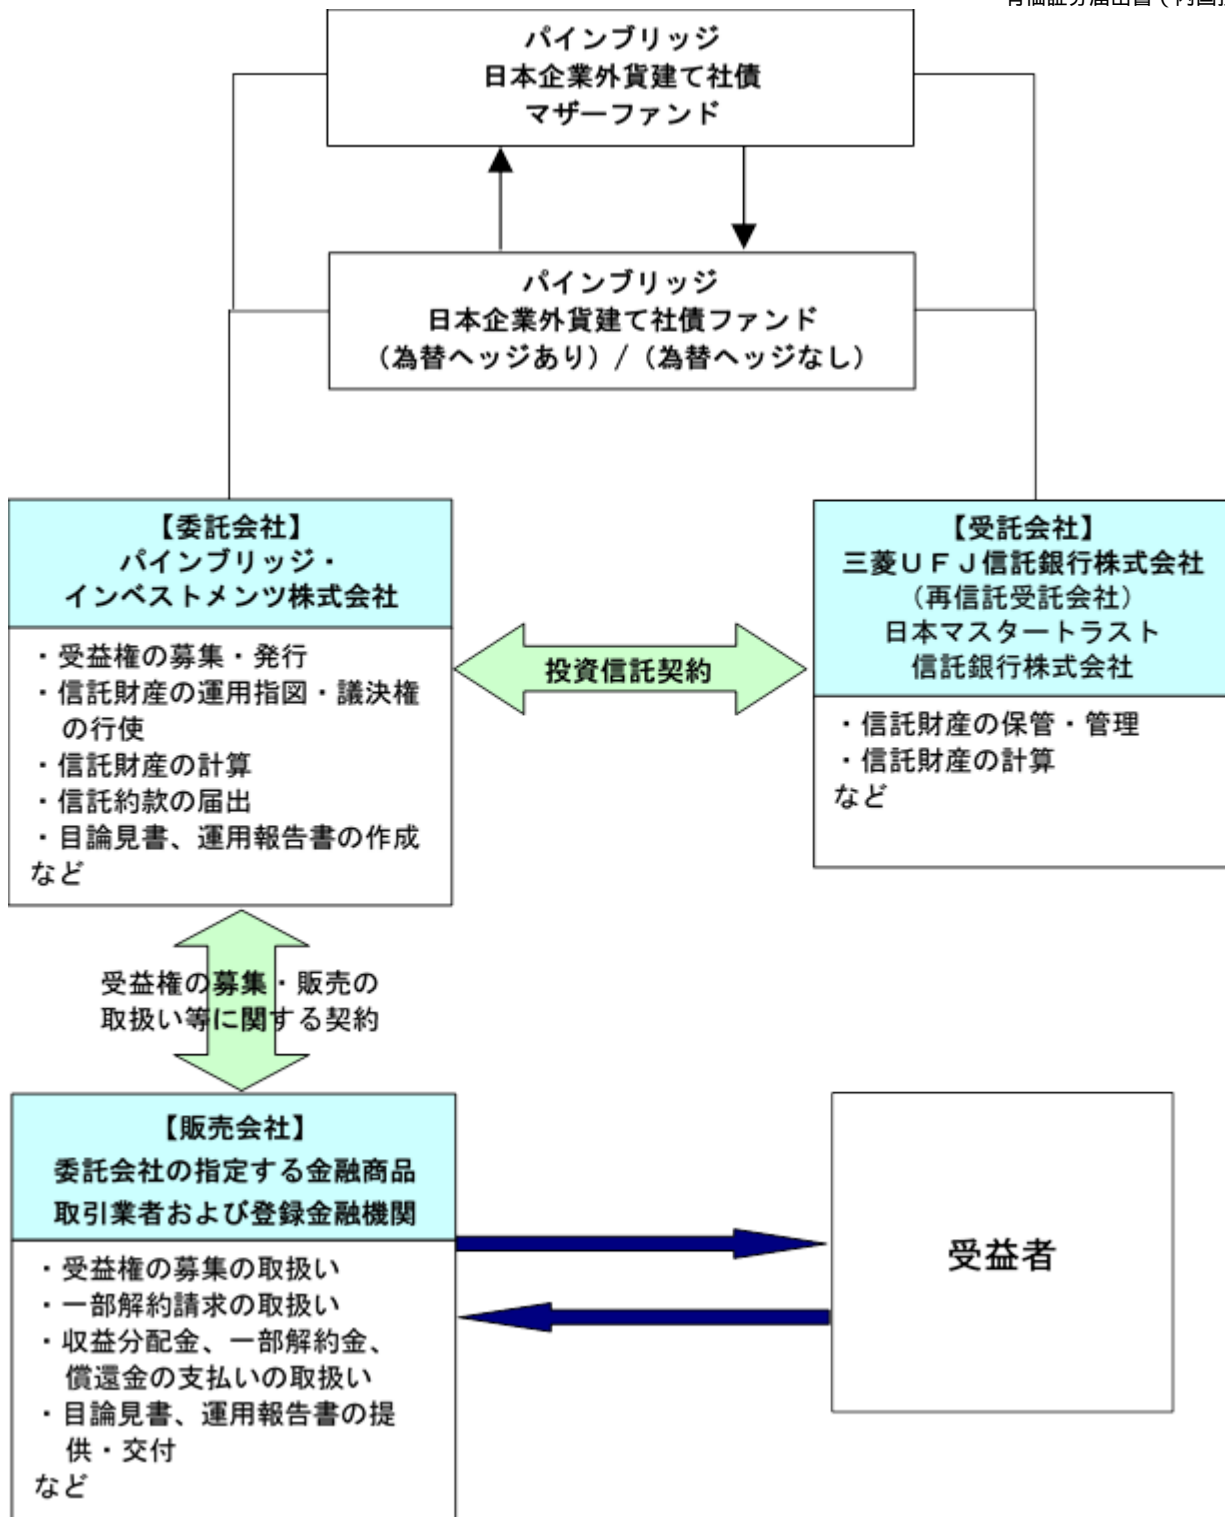 有価証券届出書（内国投
パインブリッジ
日本企業外貨建て社債
マザーファンド
パインブリッジ
日本企業外貨建て社債ファンド
（為替ヘッジあり）/（為替ヘッジなし）
【委託会社】
パインブリッジ・
インベストメンツ株式会社
・受益権の募集・発行
・信託財産の運用指図・議決権
の行使
・信託財産の計算
・信託約款の届出
・目論見書、運用報告書の作成
など
投資信託契約
【受託会社】
三菱ＵＦＪ信託銀行株式会社
（再信託受託会社）
日本マスタートラスト
信託銀行株式会社
・信託財産の保管・管理
・信託財産の計算
など
受益権の募集・販売の
取扱い等に関する契約
【販売会社】
委託会社の指定する金融商品
取引業者および登録金融機関
・受益権の募集の取扱い
・一部解約請求の取扱い
・収益分配金、一部解約金、
償還金の支払いの取扱い
・目論見書、運用報告書の提
供・交付
など
受益者